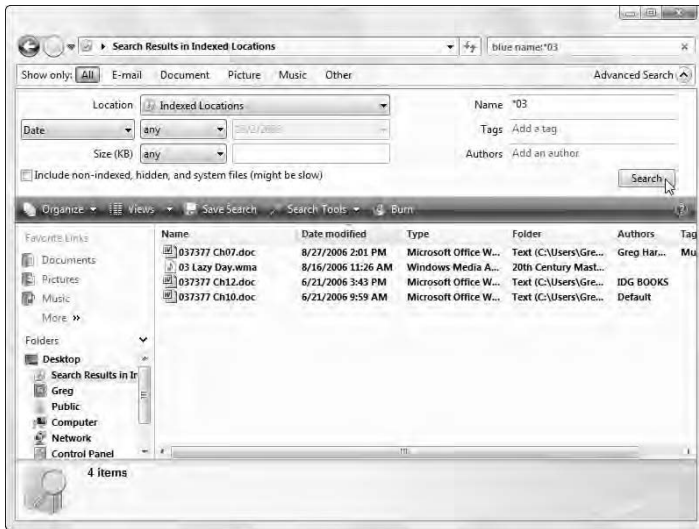 Search Results in Indexed Locations
blue name:*03
Show only: All E-mail Document Picture Music Other Advanced Search
Location Indexed Locations Name *03
Date any Tags Add a tag
Size (KB) any Authors Add an author
Include non-indexed, hidden, and system files (might be slow) Search
Organize Views Save Search Search Tools Burn
Favorite Links Name Date modified Type Folder Authors Tag
037377 Ch07.doc 8/27/2006 2:01 PM Microsoft Office W... Text (C:\Users\Gre... Greg Har... Mu
Documents
03 Lazy Day.wma 8/16/2006 11:26 AM Windows Media A... 20th Century Mast...
Pictures
037377 Ch12.doc 6/21/2006 3:43 PM Microsoft Office W... Text (C:\Users\Gre... IDG BOOKS
Music
037377 Ch10.doc 6/21/2006 9:59 AM Microsoft Office W... Text (C:\Users\Gre... Default
More »
Folders
Desktop
Search Results in In
Greg
Public
Computer
Network
Control Panel
4 items